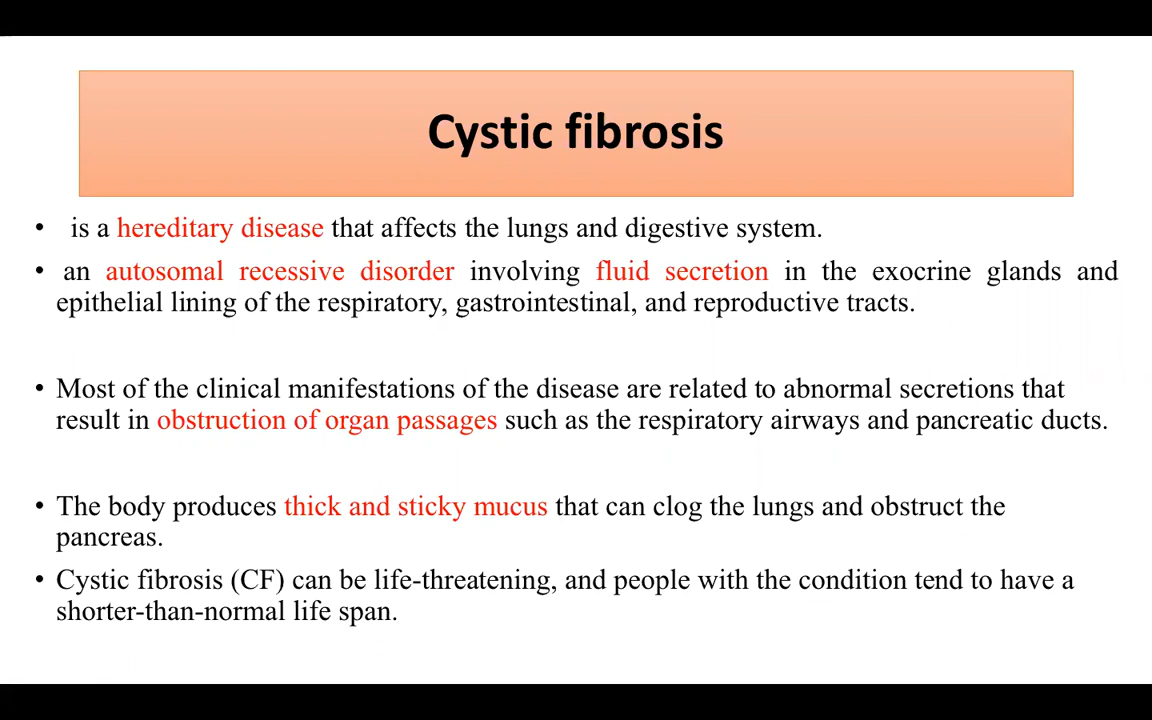 Cystic fibrosis
• is a hereditary disease that affects the lungs and digestive system.
• an autosomal recessive disorder involving fluid secretion in the exocrine glands and
epithelial lining of the respiratory, gastrointestinal, and reproductive tracts.
• Most of the clinical manifestations of the disease are related to abnormal secretions that
result in obstruction of organ passages such as the respiratory airways and pancreatic ducts.
• The body produces thick and sticky mucus that can clog the lungs and obstruct the
pancreas.
• Cystic fibrosis (CF) can be life-threatening, and people with the condition tend to have a
shorter-than-normal life span.